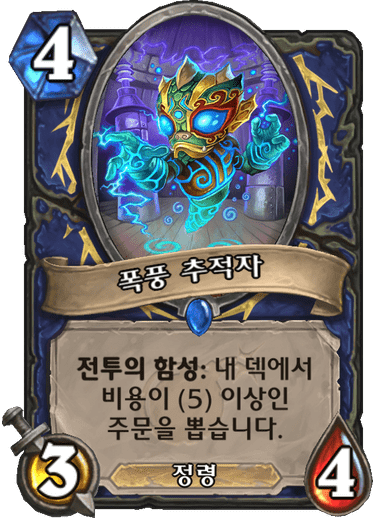 4
폭풍 추적자
전투의 함성: 내 덱에서
비용이 (5) 이상인
주문을 뽑습니다.
3
정령
4